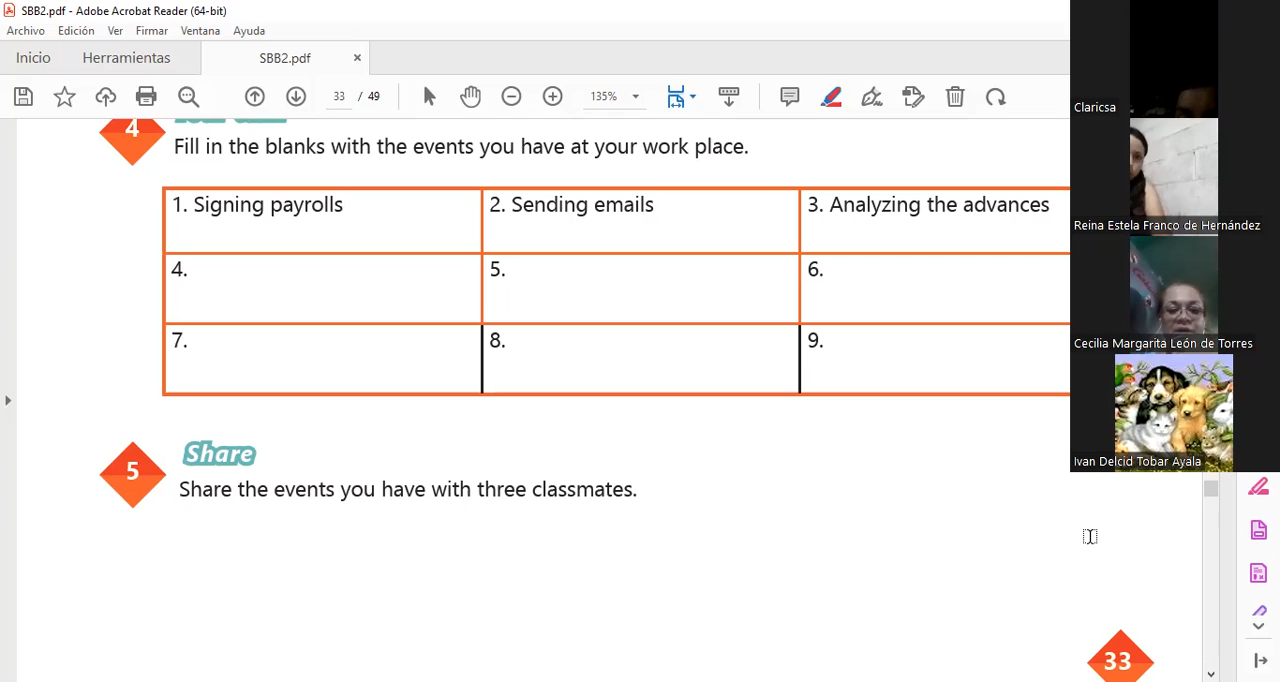 SBB2.pdf - Adobe Acrobat Reader (64-bit)
Archivo Edición Ver Firmar Ventana Ayuda
Inicio Herramientas SBB2.pdf ×
33 / 49 135%
4
Fill in the blanks with the events you have at your work place.
1. Signing payrolls 2. Sending emails 3. Analyzing the advances
4. 5. 6.
7. 8. 9.
5 Share
Share the events you have with three classmates.
33
Claricsa
Reina Estela Franco de Hernández
Cecilia Margarita León de Torres
Ivan Delcid Tobar Ayala